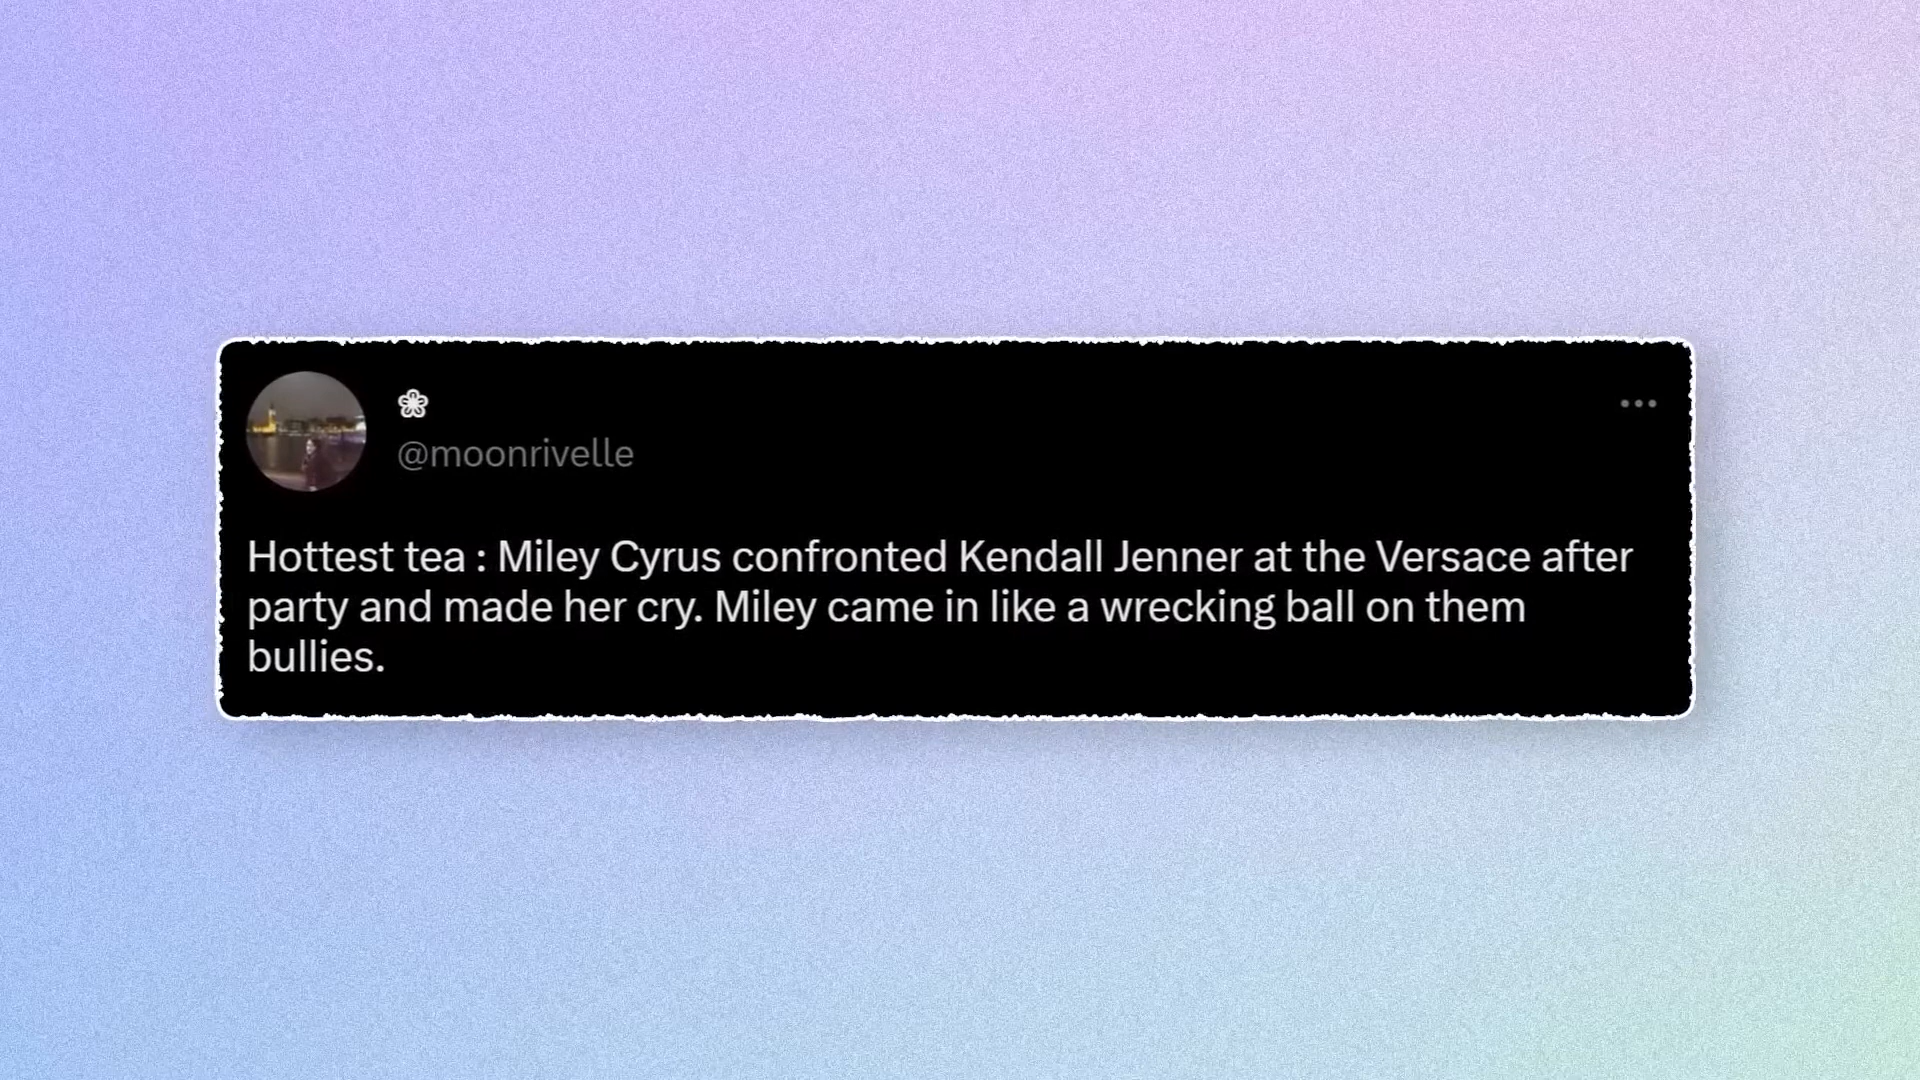 ❀
@moonrivelle
Hottest tea : Miley Cyrus confronted Kendall Jenner at the Versace after
party and made her cry. Miley came in like a wrecking ball on them
bullies.